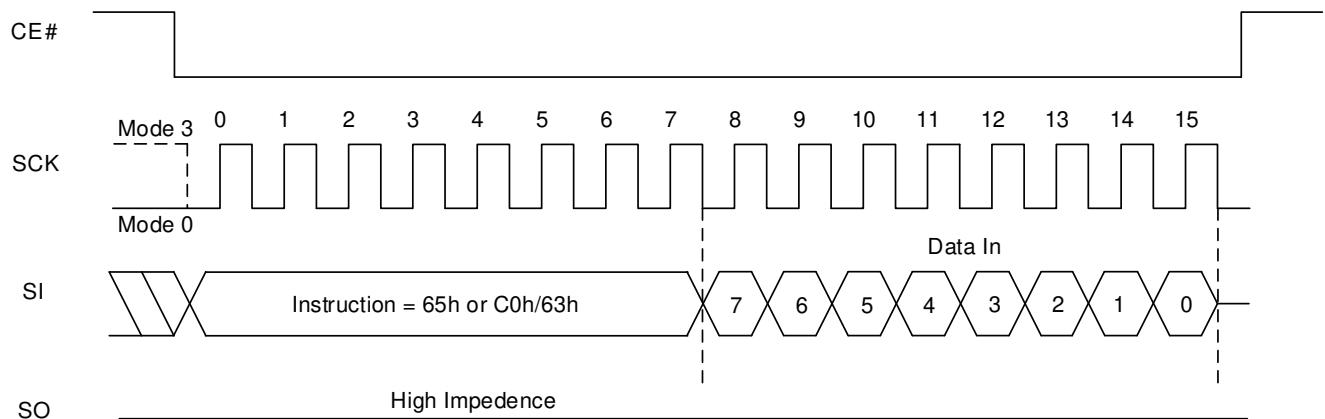 CE#
Mode 3
0 1 2 3 4 5 6 7 8 9 10 11 12 13 14 15
SCK
Mode 0
Data In
SI
Instruction = 65h or C0h/63h
7 6 5 4 3 2 1 0
High Impedence
SO